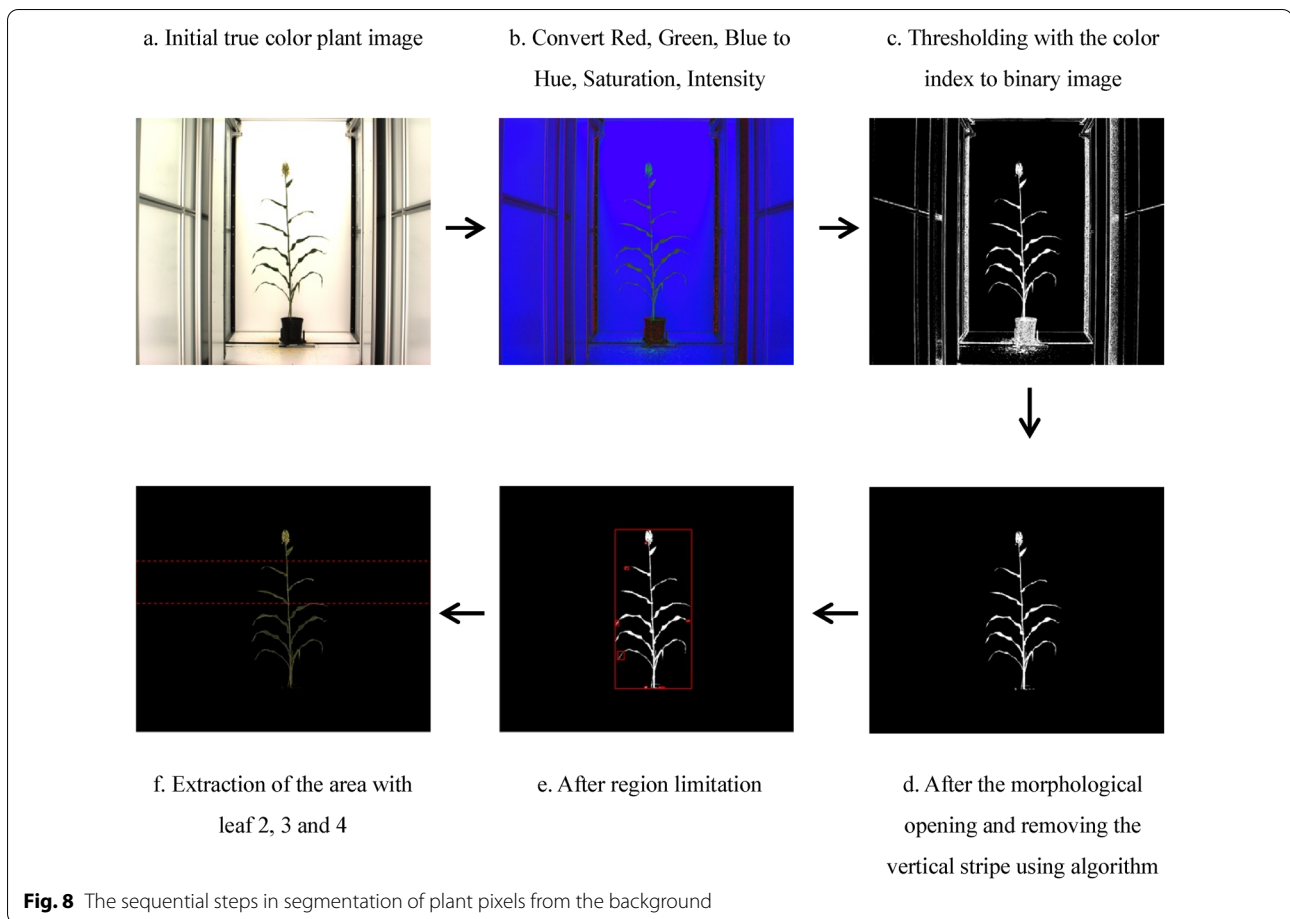 a. Initial true color plant image
b. Convert Red, Green, Blue to
Hue, Saturation, Intensity
c. Thresholding with the color
index to binary image
f. Extraction of the area with
leaf 2, 3 and 4
e. After region limitation
d. After the morphological
opening and removing the
vertical stripe using algorithm
Fig. 8 The sequential steps in segmentation of plant pixels from the background